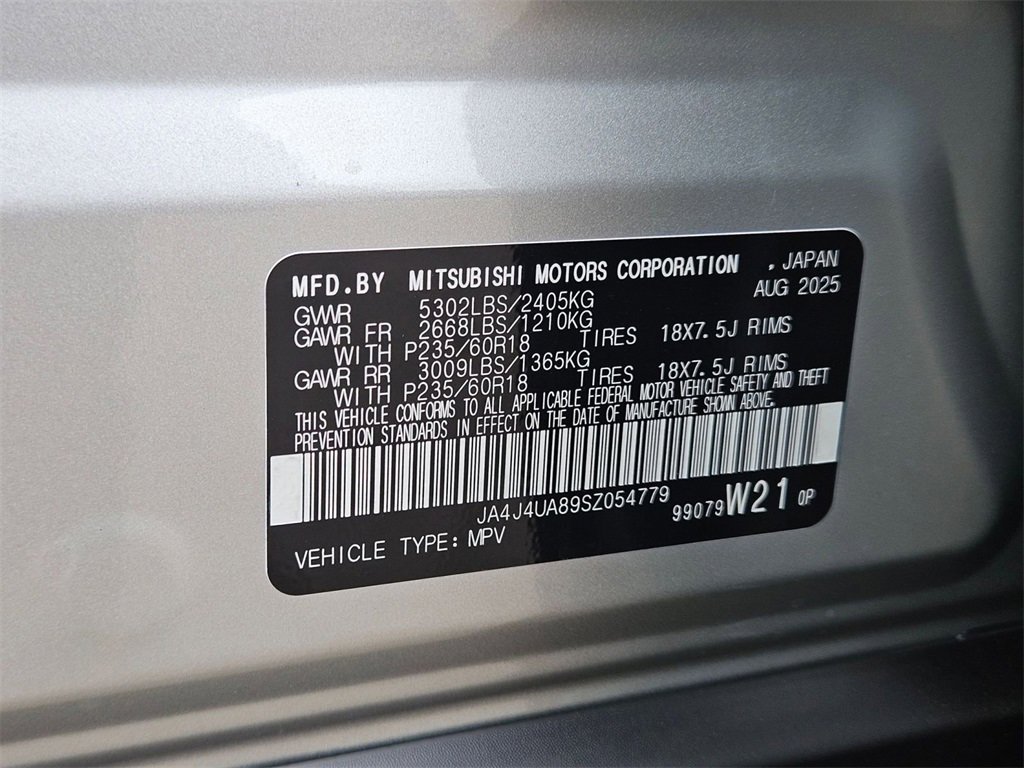 MFD.BY MITSUBISHI MOTORS CORPORATION , JAPAN
AUG 2025
GVWR 5302LBS/2405KG
GAWR FR 2668LBS/1210KG
WITH P235/60R18 TIRES 18X7.5J RIMS
GAWR RR 3009LBS/1365KG
WITH P235/60R18 TIRES 18X7.5J RIMS
THIS VEHICLE CONFORMS TO ALL APPLICABLE FEDERAL MOTOR VEHICLE SAFETY AND THEFT
PREVENTION STANDARDS IN EFFECT ON THE DATE OF MANUFACTURE SHOWN ABOVE.
JA4J4UA89SZ054779
99079 W21 OP
VEHICLE TYPE: MPV